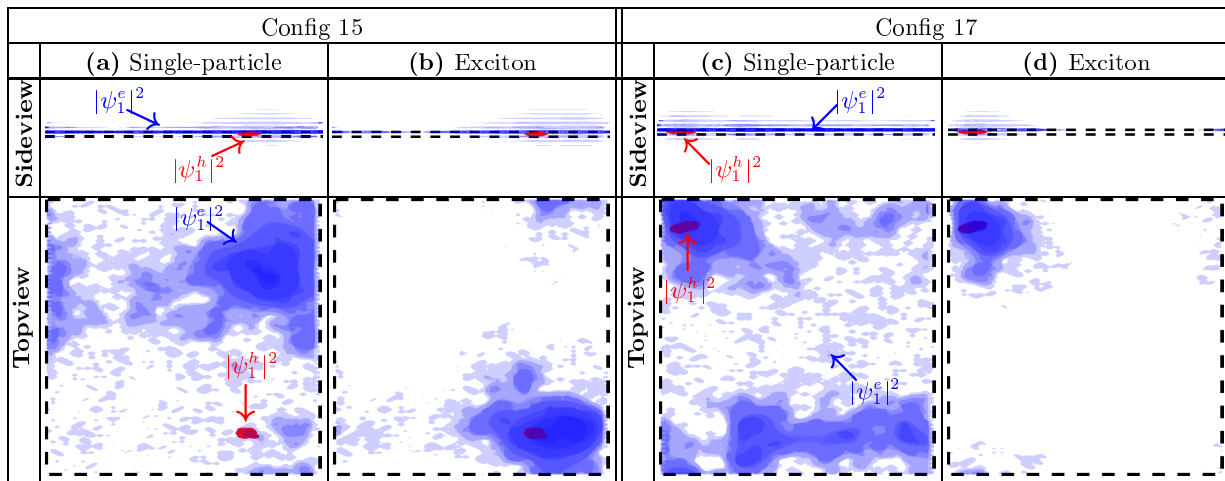 Config 15 Config 17
(a) Single-particle (b) Exciton (c) Single-particle (d) Exciton
Sideview |ψ₁ᵉ|² |ψ₁ʰ|² Sideview |ψ₁ᵉ|² |ψ₁ʰ|²
Topview |ψ₁ᵉ|² |ψ₁ʰ|² Topview |ψ₁ʰ|² |ψ₁ᵉ|²